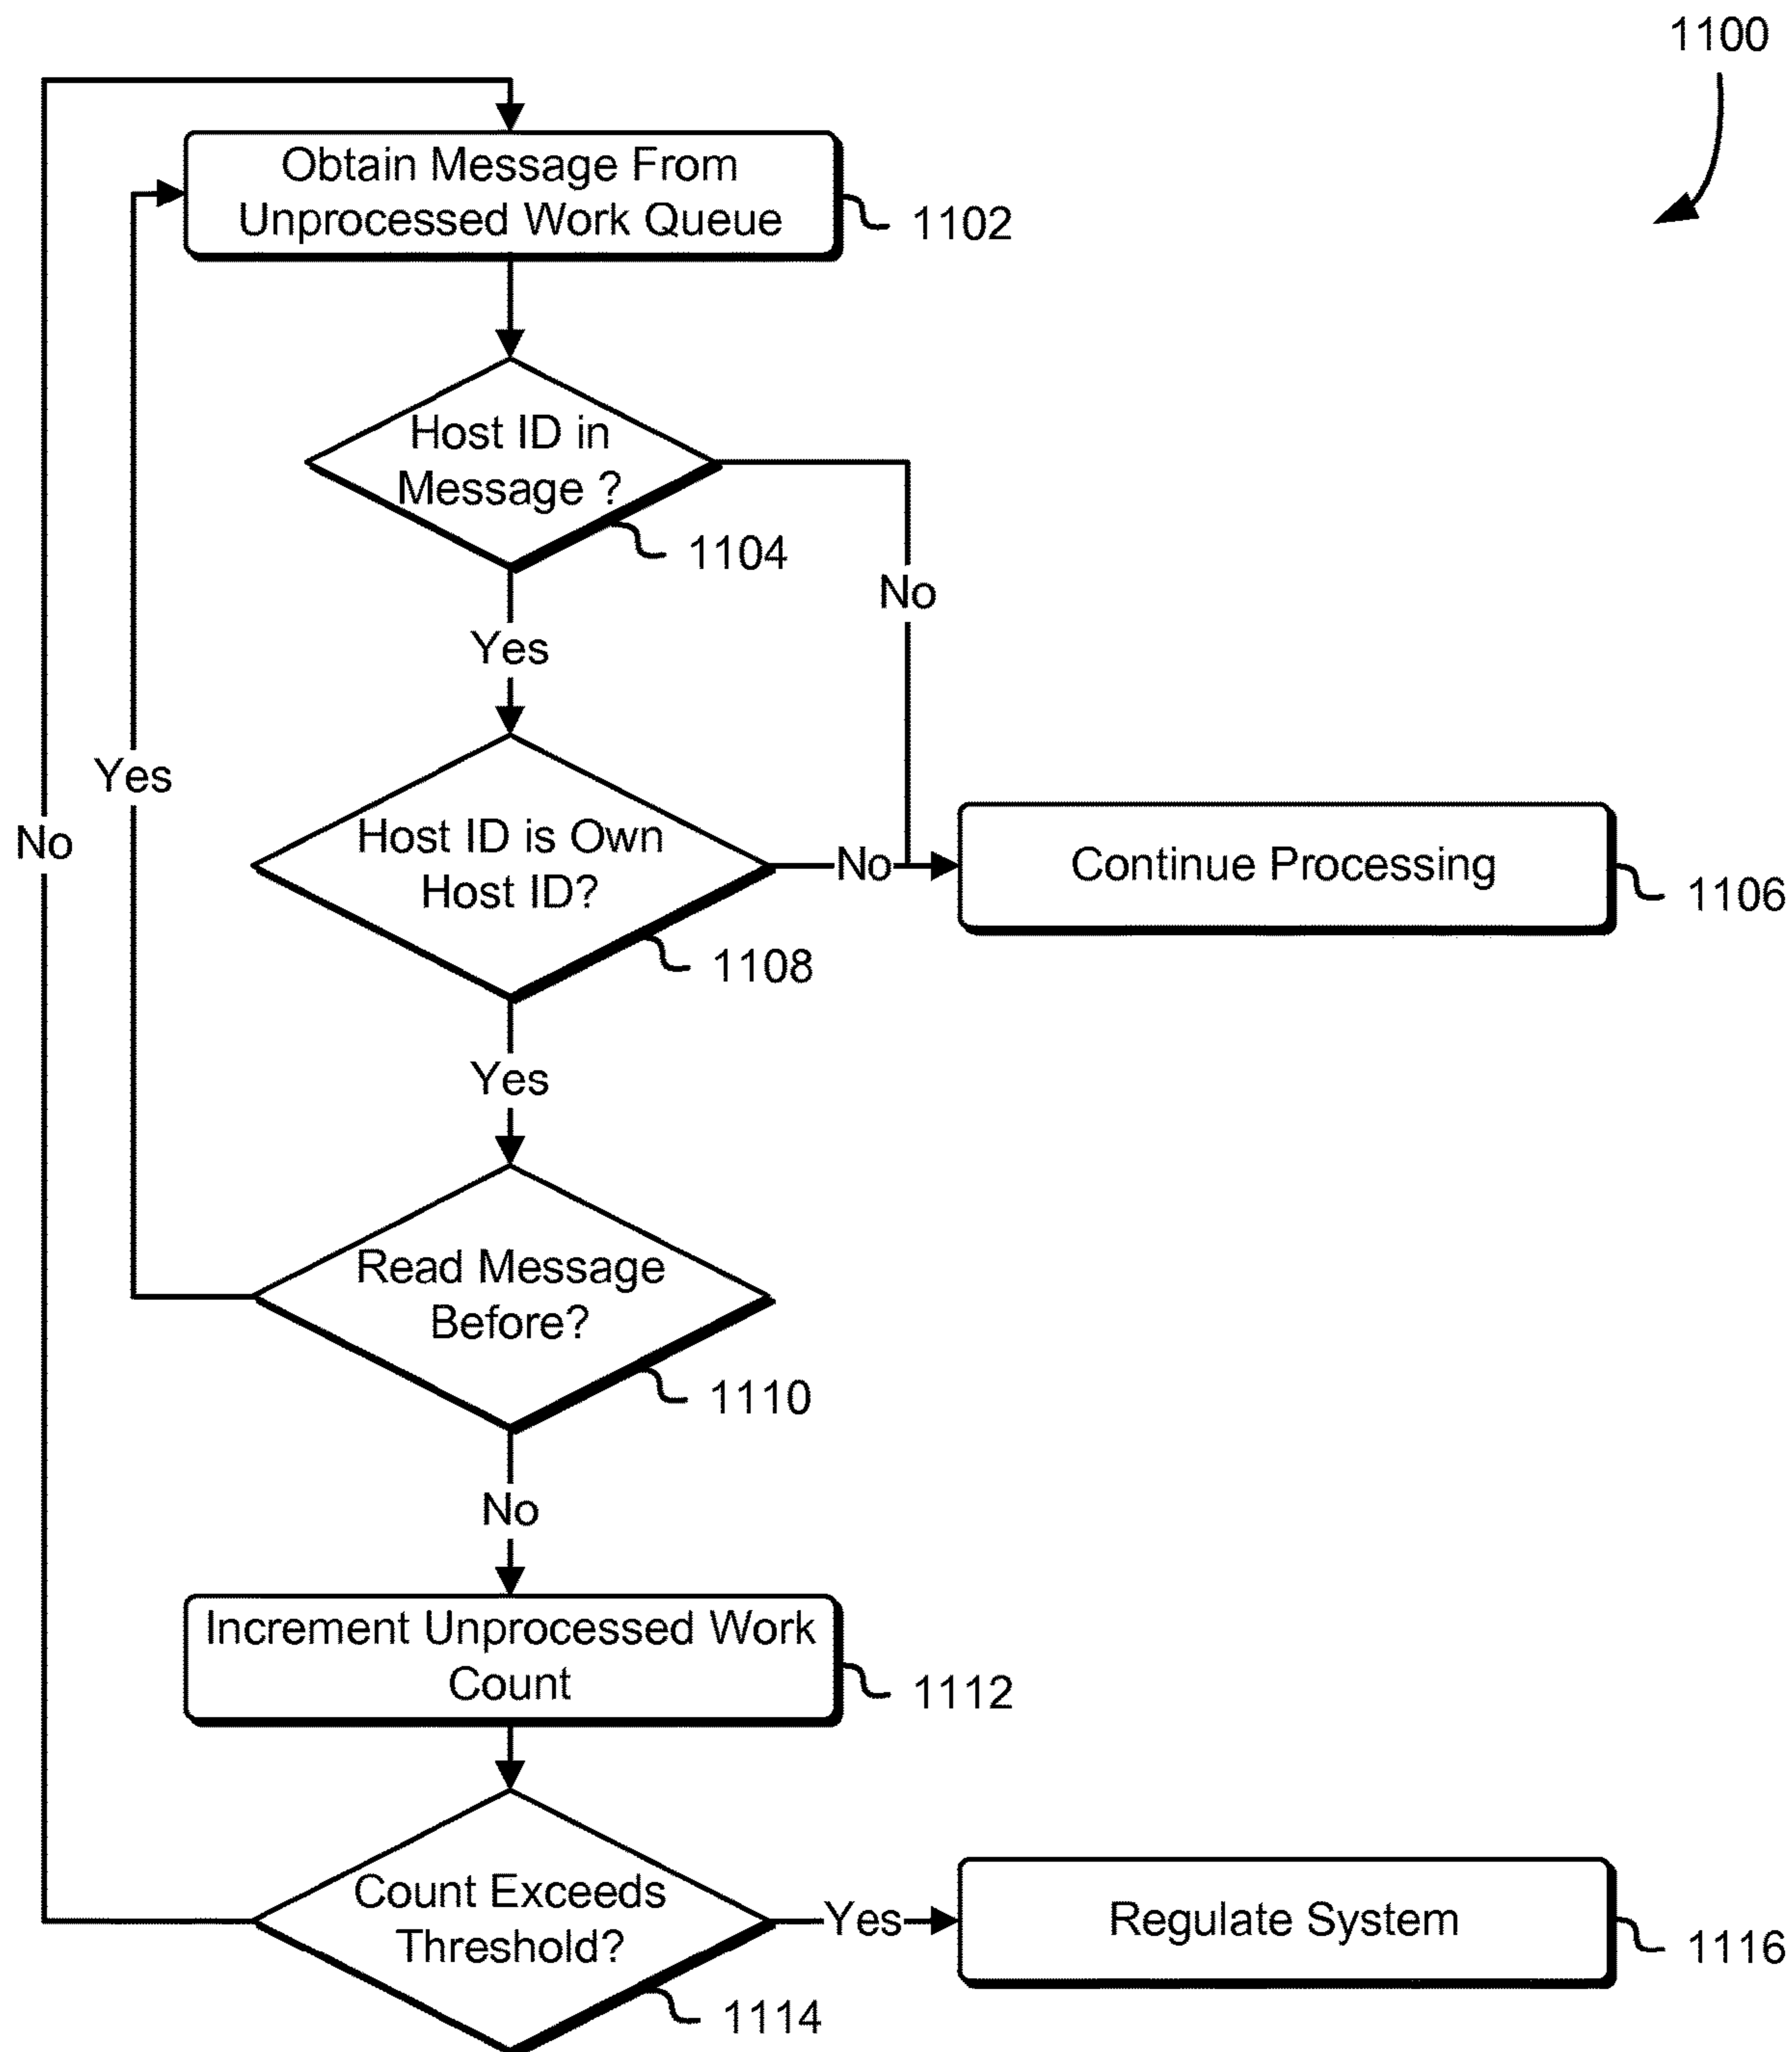 1100
Obtain Message From
Unprocessed Work Queue
1102
Host ID in
Message ?
1104
No
Yes
Yes
No
Host ID is Own
Host ID?
No
Continue Processing
1106
1108
Yes
Read Message
Before?
1110
No
Increment Unprocessed Work
Count
1112
Count Exceeds
Threshold?
Yes
Regulate System
1116
1114